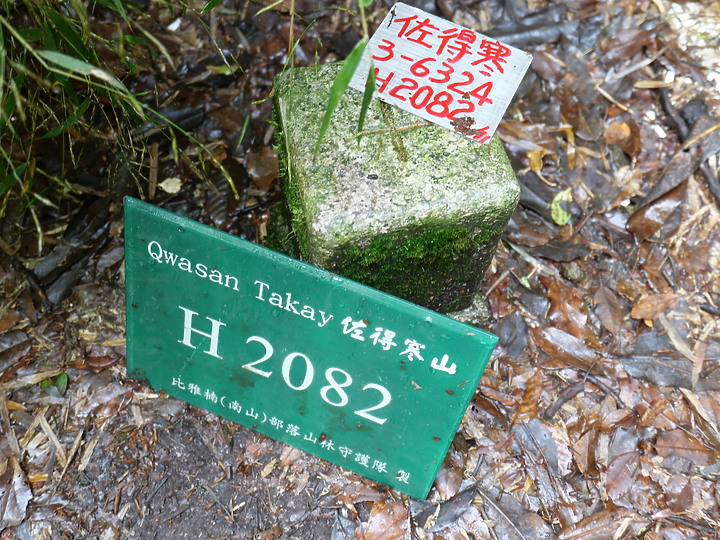 佐得寒
3-6324
H2082
Qwasan Takay 佐得寒山
H 2082
比雅楠(南山)部落山林守護隊 製